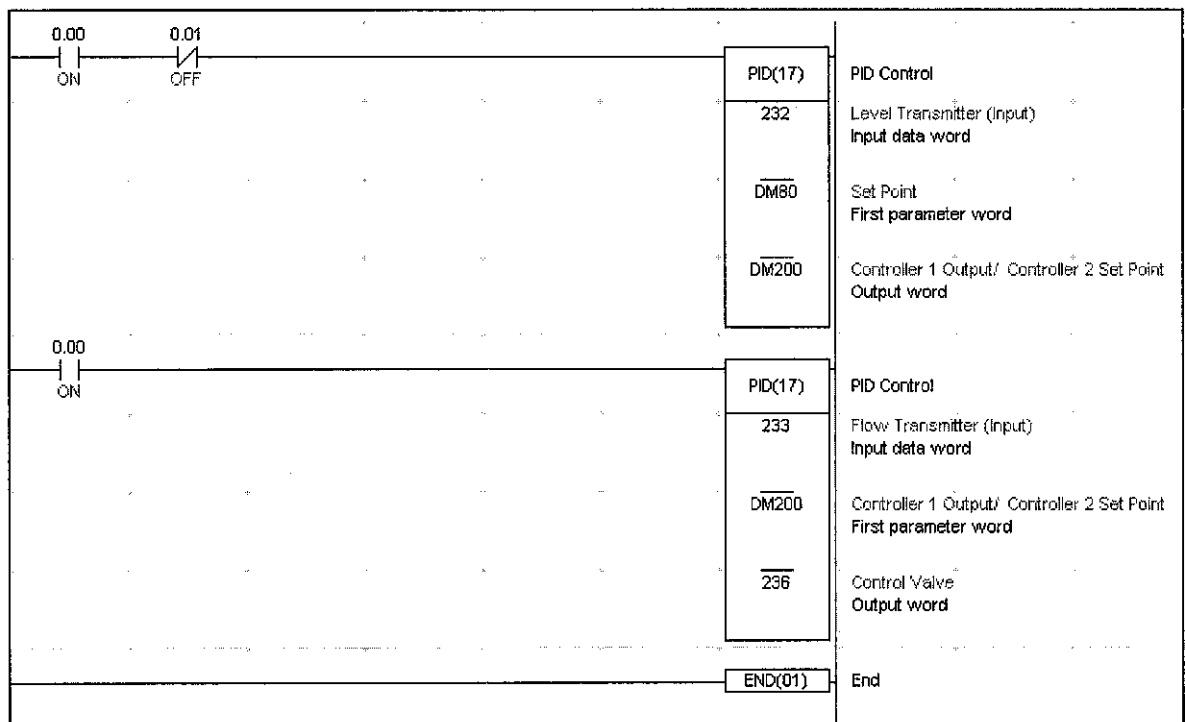 0.00 0.01
ON OFF
PID(17) PID Control
232 Level Transmitter (Input)
Input data word
DM80 Set Point
First parameter word
DM200 Controller 1 Output/ Controller 2 Set Point
Output word
0.00
ON
PID(17) PID Control
233 Flow Transmitter (Input)
Input data word
DM200 Controller 1 Output/ Controller 2 Set Point
First parameter word
236 Control Valve
Output word
END(01) End